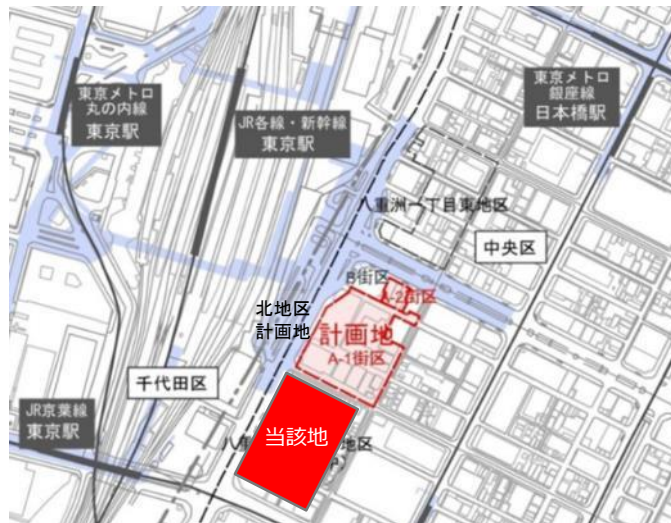 東京メトロ
丸の内線
東京駅
JR各線・新幹線
東京駅
東京メトロ
銀座線
日本橋駅
八重洲一丁目東地区
中央区
B街区
A-2街区
北地区
計画地
計画地
A-1街区
千代田区
JR京葉線
東京駅
当該地
八重
地区